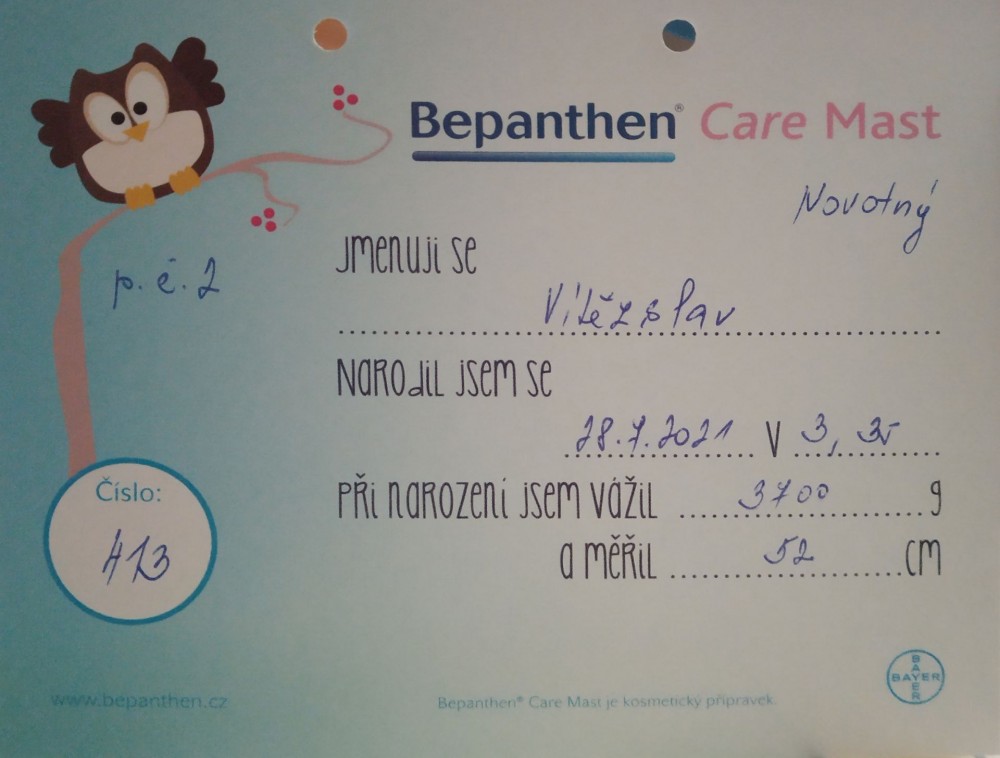 Bepanthen® Care Mast
Novotný
Jmenuji se
p. č. 2
Vítězslav
Narodil jsem se
28.7.2021 v 3,35
Číslo:
413
Při narození jsem vážil 3700 g
a měřil 52 cm
BAYER
BAYER
www.bepanthen.cz
Bepanthen® Care Mast je kosmetický přípravek.